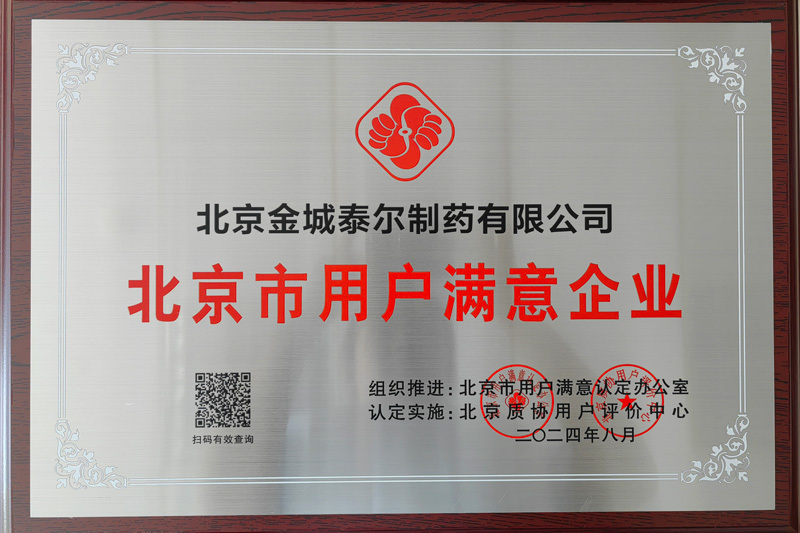 北京金城泰尔制药有限公司
北京市用户满意企业
组织推进：北京市用户满意认定办公室
认定实施：北京质协用户评价中心
二〇二四年八月
扫码有效查询